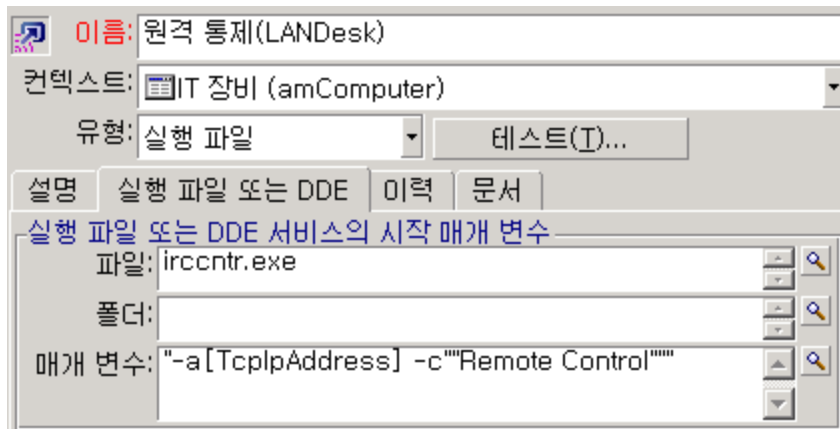 이름: 원격 통제(LANDesk)
컨텍스트: IT 장비 (amComputer)
유형: 실행 파일 테스트(T)...
설명 실행 파일 또는 DDE 이력 문서
실행 파일 또는 DDE 서비스의 시작 매개 변수
파일: irccntr.exe
폴더:
매개 변수: "-a[TcpIpAddress] -c""Remote Control"""